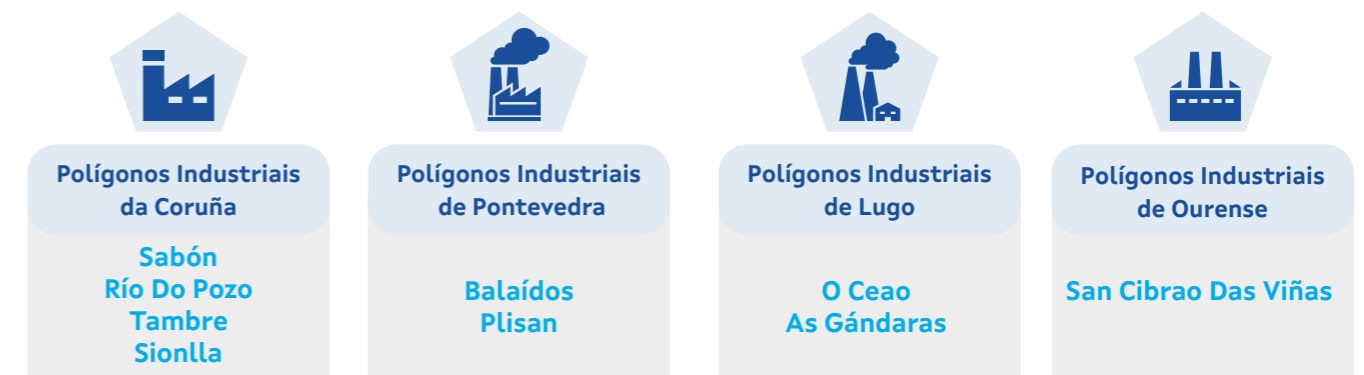 Polígonos Industriais
da Coruña
Sabón
Río Do Pozo
Tambre
Sionlla
Polígonos Industriais
de Pontevedra
Balaídos
Plisan
Polígonos Industriais
de Lugo
O Ceao
As Gándaras
Polígonos Industriais
de Ourense
San Cibrao Das Viñas